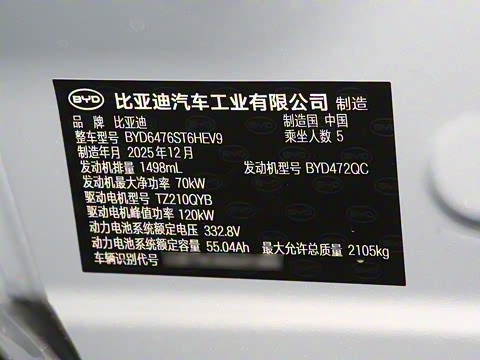 BYD 比亚迪汽车工业有限公司 制造
品 牌 比亚迪 制造国 中国
整车型号 BYD6476ST6HEV9 乘坐人数 5
制造年月 2025年12月
发动机排量 1498mL 发动机型号 BYD472QC
发动机最大净功率 70kW
驱动电机型号 TZ210QYB
驱动电机峰值功率 120kW
动力电池系统额定电压 332.8V
动力电池系统额定容量 55.04Ah 最大允许总质量 2105kg
车辆识别代号